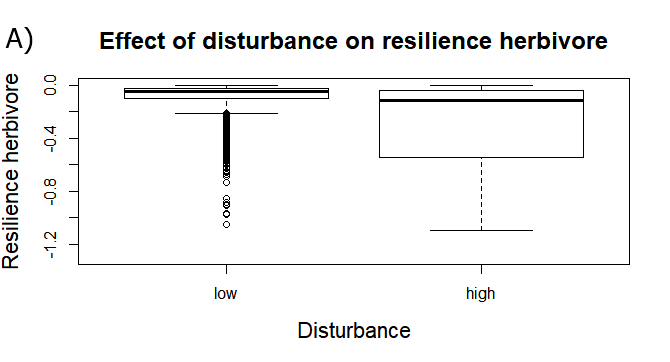 A)
Effect of disturbance on resilience herbivore
Resilience herbivore
0.0
-0.4
-0.8
-1.2
low
high
Disturbance